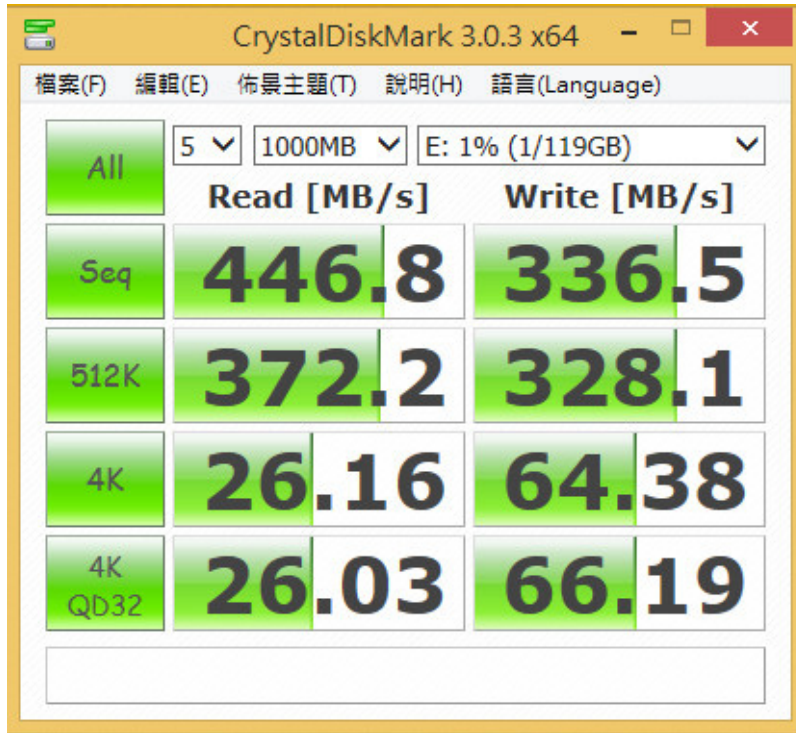 CrystalDiskMark 3.0.3 x64
檔案(F) 編輯(E) 佈景主題(T) 說明(H) 語言(Language)
All 5 1000MB E: 1% (1/119GB)
Read [MB/s] Write [MB/s]
Seq 446.8 336.5
512K 372.2 328.1
4K 26.16 64.38
4K QD32 26.03 66.19